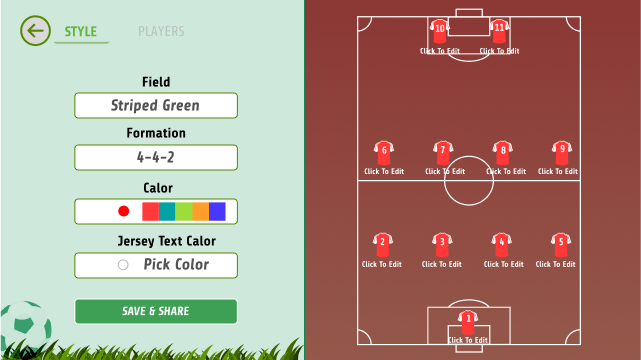 STYLE PLAYERS
Field
Striped Green
Formation
4-4-2
Calor
Jersey Text Calor
Pick Color
SAVE & SHARE
10 11
Click To Edit Click To Edit
6 7 8 9
Click To Edit Click To Edit Click To Edit Click To Edit
2 3 4 5
Click To Edit Click To Edit Click To Edit Click To Edit
1
Click To Edit